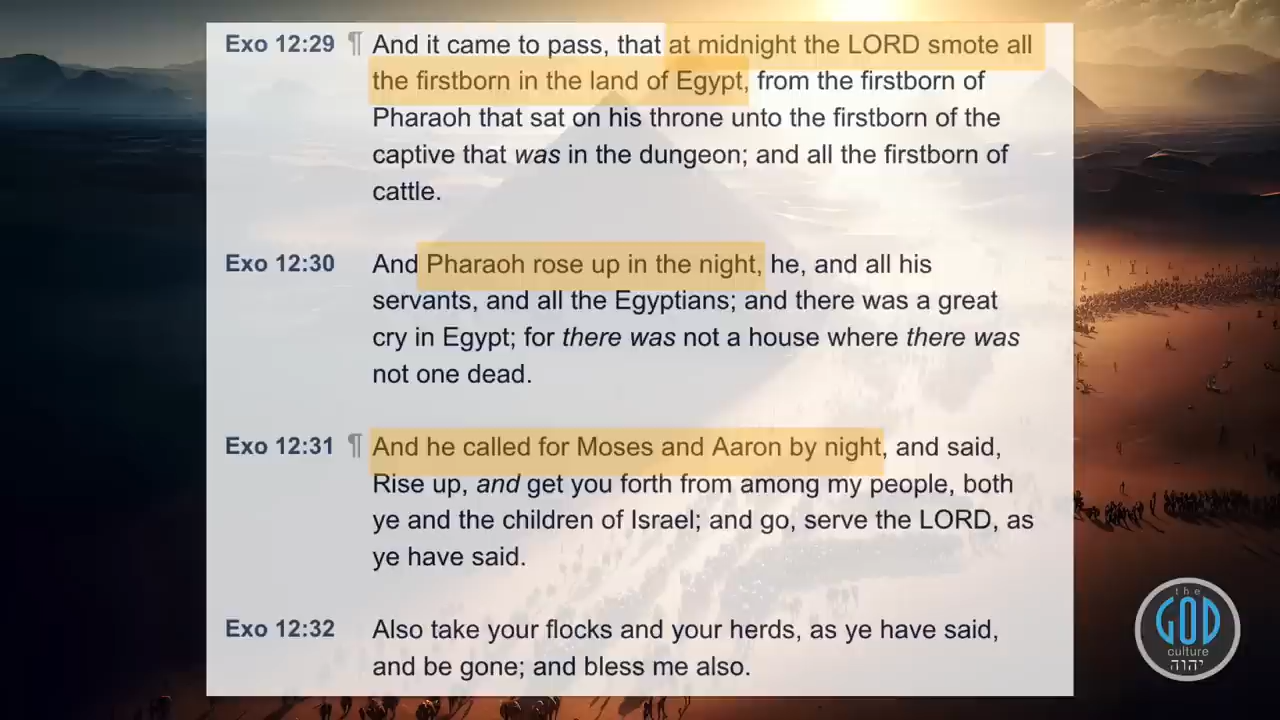 Exo 12:29 ¶ And it came to pass, that at midnight the LORD smote all
the firstborn in the land of Egypt, from the firstborn of
Pharaoh that sat on his throne unto the firstborn of the
captive that was in the dungeon; and all the firstborn of
cattle.
Exo 12:30 And Pharaoh rose up in the night, he, and all his
servants, and all the Egyptians; and there was a great
cry in Egypt; for there was not a house where there was
not one dead.
Exo 12:31 ¶ And he called for Moses and Aaron by night, and said,
Rise up, and get you forth from among my people, both
ye and the children of Israel; and go, serve the LORD, as
ye have said.
Exo 12:32 Also take your flocks and your herds, as ye have said,
and be gone; and bless me also.
the
GOD
culture
יהוה